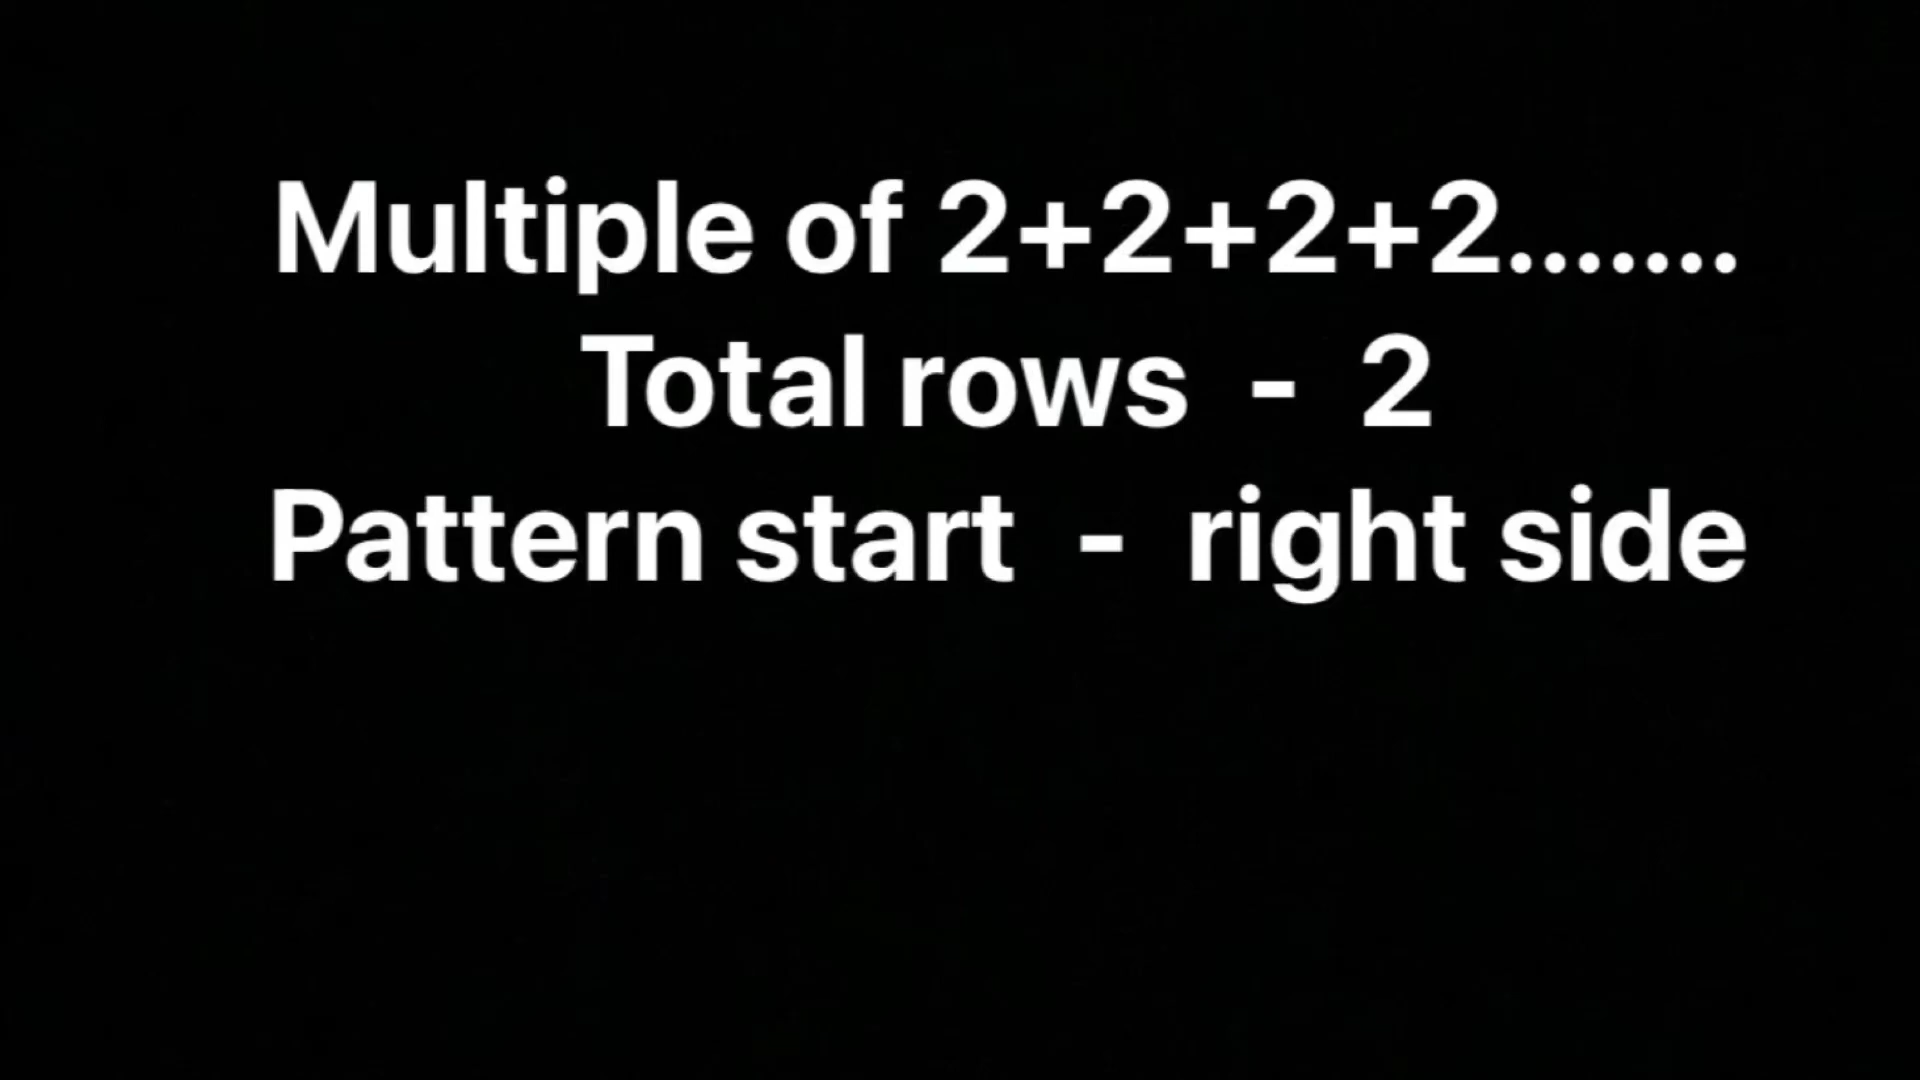 Multiple of 2+2+2+2.......
Total rows - 2
Pattern start - right side